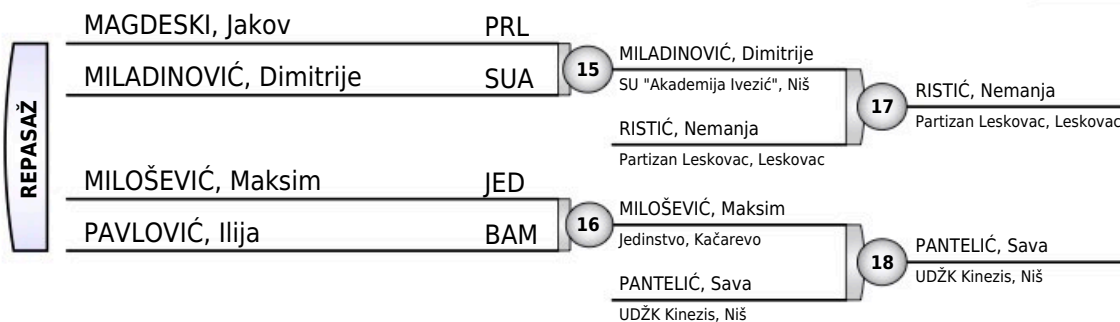 REPASAŽ
MAGDESKI, Jakov PRL
MILADINOVIĆ, Dimitrije SUA
MILOŠEVIĆ, Maksim JED
PAVLOVIĆ, Ilija BAM
15
MILADINOVIĆ, Dimitrije
SU "Akademija Ivezić", Niš
RISTIĆ, Nemanja
Partizan Leskovac, Leskovac
16
MILOŠEVIĆ, Maksim
Jedinstvo, Kačarevo
PANTELIĆ, Sava
UDŽK Kinezis, Niš
17
RISTIĆ, Nemanja
Partizan Leskovac, Leskovac
18
PANTELIĆ, Sava
UDŽK Kinezis, Niš